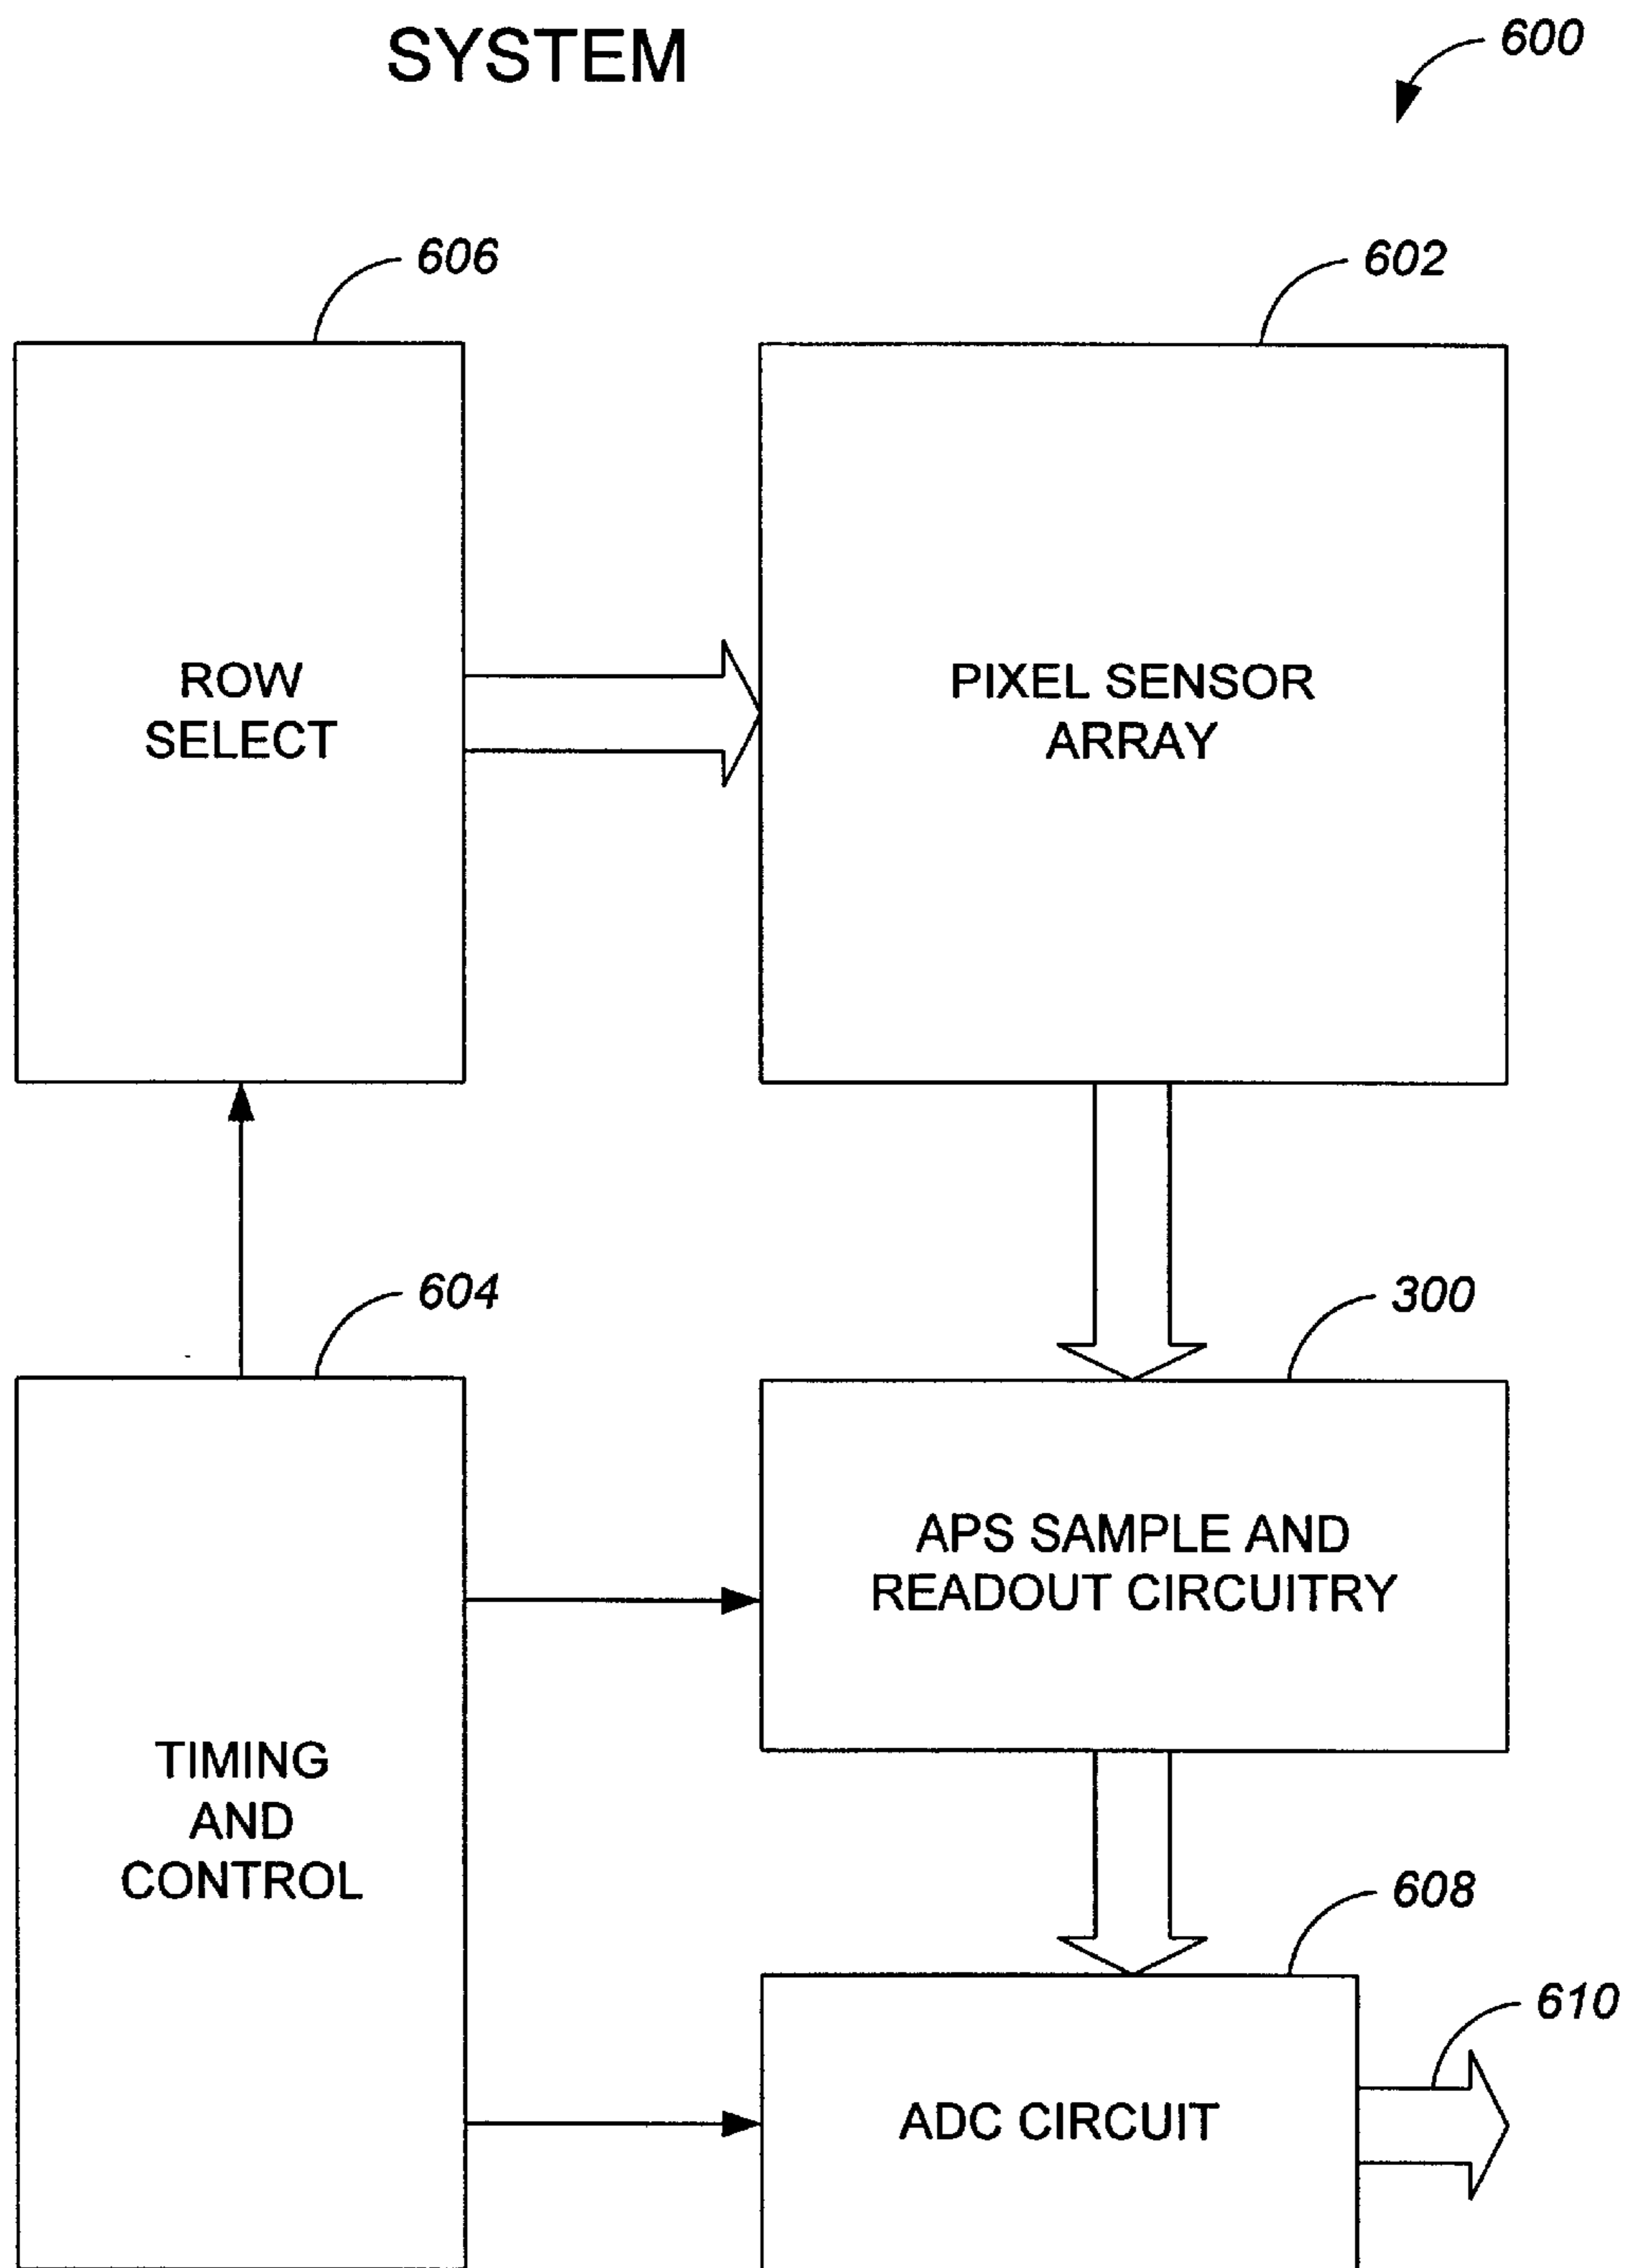 SYSTEM
600
606
602
ROW
SELECT
PIXEL SENSOR
ARRAY
604
300
APS SAMPLE AND
READOUT CIRCUITRY
TIMING
AND
CONTROL
608
610
ADC CIRCUIT